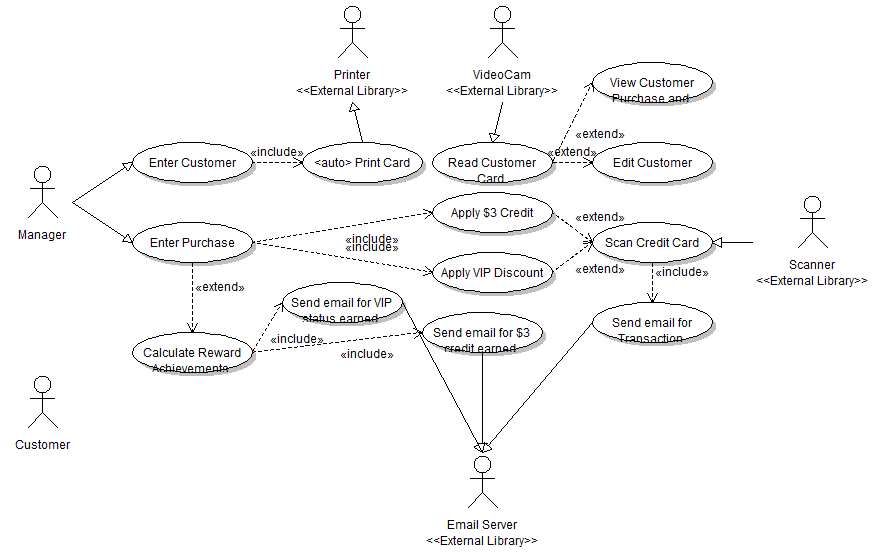 Printer
<<External Library>>
VideoCam
<<External Library>>
View Customer
Purchase and
«extend»
Enter Customer
«include»
<auto> Print Card
Read Customer
Card
«extend»
Edit Customer
Manager
Enter Purchase
«include»
«include»
Apply $3 Credit
«extend»
Scan Credit Card
Apply VIP Discount
«extend»
«include»
Scanner
<<External Library>>
«extend»
Send email for VIP
status earned
Send email for $3
credit earned
Send email for
Transaction
Calculate Reward
Achievements
«include»
«include»
Customer
Email Server
<<External Library>>